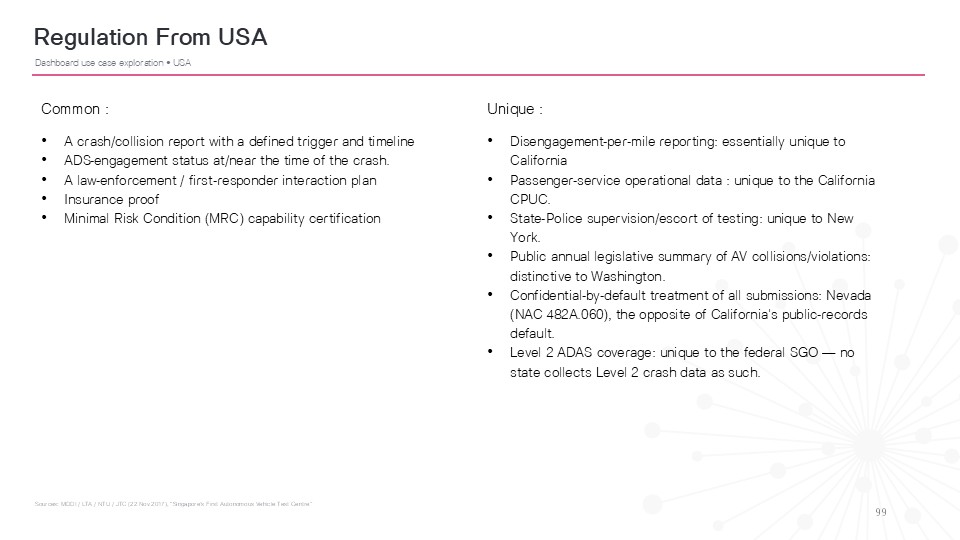 Regulation From USA
Dashboard use case exploration • USA
Common :
• A crash/collision report with a defined trigger and timeline
• ADS-engagement status at/near the time of the crash.
• A law-enforcement / first-responder interaction plan
• Insurance proof
• Minimal Risk Condition (MRC) capability certification
Unique :
• Disengagement-per-mile reporting: essentially unique to
California
• Passenger-service operational data : unique to the California
CPUC.
• State-Police supervision/escort of testing: unique to New
York.
• Public annual legislative summary of AV collisions/violations:
distinctive to Washington.
• Confidential-by-default treatment of all submissions: Nevada
(NAC 482A.060), the opposite of California's public-records
default.
• Level 2 ADAS coverage: unique to the federal SGO — no
state collects Level 2 crash data as such.
Sources: MDDI / LTA / NTU / JTC (22 Nov 2017), "Singapore's First Autonomous Vehicle Test Centre"
99